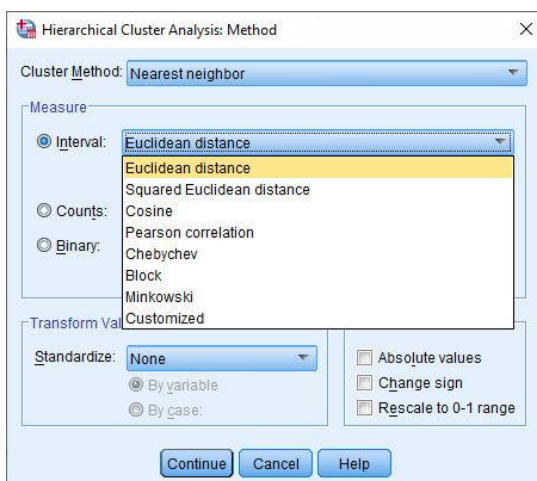 Hierarchical Cluster Analysis: Method
Cluster Method: Nearest neighbor
Measure
Interval: Euclidean distance
Euclidean distance
Squared Euclidean distance
Counts: Cosine
Pearson correlation
Binary: Chebychev
Block
Minkowski
Customized
Transform Val
Standardize: None
By variable
By case:
Absolute values
Change sign
Rescale to 0-1 range
Continue Cancel Help